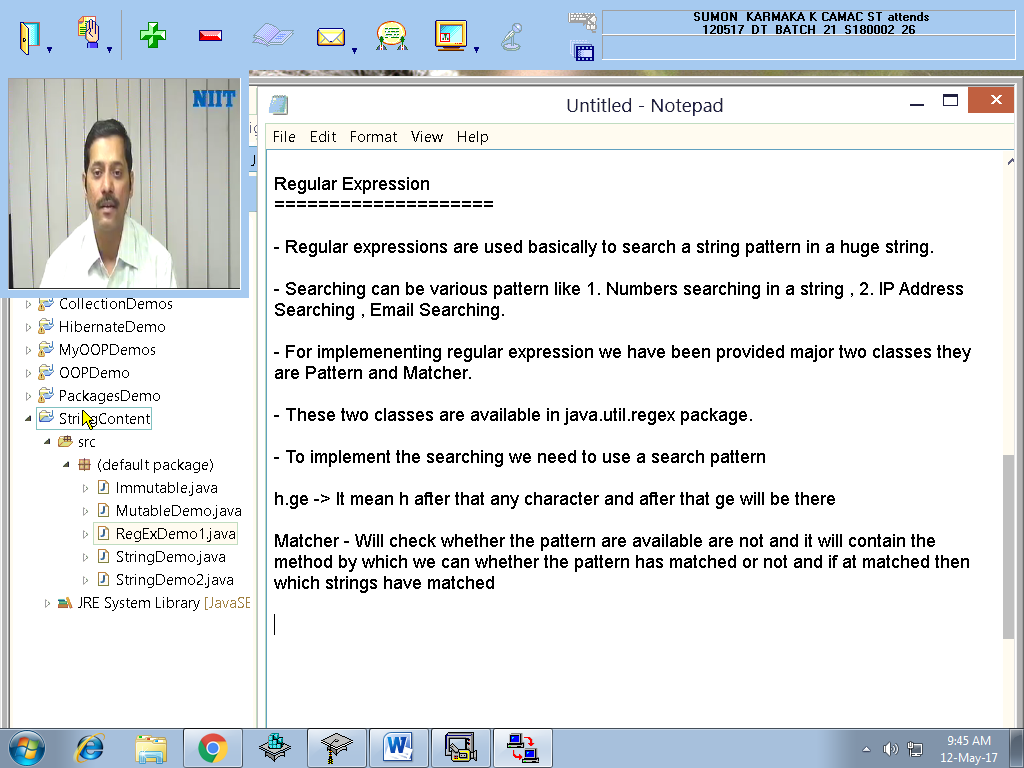 SUMON KARMAKA K CAMAC ST attends
120517 DT BATCH 21 S180002 26
NIIT
Untitled - Notepad
File Edit Format View Help
Regular Expression
====================
- Regular expressions are used basically to search a string pattern in a huge string.
- Searching can be various pattern like 1. Numbers searching in a string , 2. IP Address
Searching , Email Searching.
- For implemenenting regular expression we have been provided major two classes they
are Pattern and Matcher.
- These two classes are available in java.util.regex package.
- To implement the searching we need to use a search pattern
h.ge -> It mean h after that any character and after that ge will be there
Matcher - Will check whether the pattern are available are not and it will contain the
method by which we can whether the pattern has matched or not and if at matched then
which strings have matched
CollectionDemos
HibernateDemo
MyOOPDemos
OOPDemo
PackagesDemo
StringContent
src
(default package)
Immutable.java
MutableDemo.java
RegExDemo1.java
StringDemo.java
StringDemo2.java
JRE System Library [JavaSE
9:45 AM
12-May-17